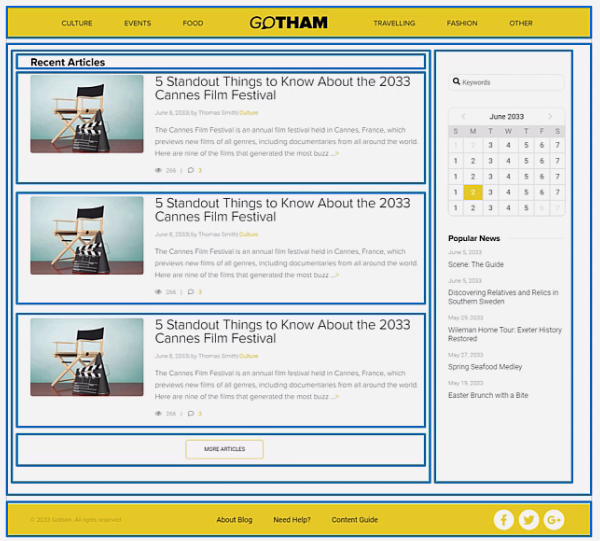 CULTURE EVENTS FOOD GOTHAM TRAVELLING FASHION OTHER
Recent Articles
5 Standout Things to Know About the 2033
Cannes Film Festival
June 8, 2033| by Thomas Smith| Culture
The Cannes Film Festival is an annual film festival held in Cannes, France, which
previews new films of all genres, including documentaries from all around the world.
Here are nine of the films that generated the most buzz ...>
266 | 3
5 Standout Things to Know About the 2033
Cannes Film Festival
June 8, 2033| by Thomas Smith| Culture
The Cannes Film Festival is an annual film festival held in Cannes, France, which
previews new films of all genres, including documentaries from all around the world.
Here are nine of the films that generated the most buzz ...>
266 | 3
5 Standout Things to Know About the 2033
Cannes Film Festival
June 8, 2033| by Thomas Smith| Culture
The Cannes Film Festival is an annual film festival held in Cannes, France, which
previews new films of all genres, including documentaries from all around the world.
Here are nine of the films that generated the most buzz ...>
266 | 3
MORE ARTICLES
Keywords
< June 2033 >
S M T W T F S
1 2 3 4 5 6 7
1 2 3 4 5 6 7
1 2 3 4 5 6 7
1 2 3 4 5 6 7
1 2 3 4 5 6 7
Popular News
June 5, 2033
Scene: The Guide
June 5, 2033
Discovering Relatives and Relics in
Southern Sweden
May 29, 2033
Wileman Home Tour: Exeter History
Restored
May 27, 2033
Spring Seafood Medley
May 19, 2033
Easter Brunch with a Bite
© 2033 Gotham. All rights reserved
About Blog Need Help? Content Guide
f G+